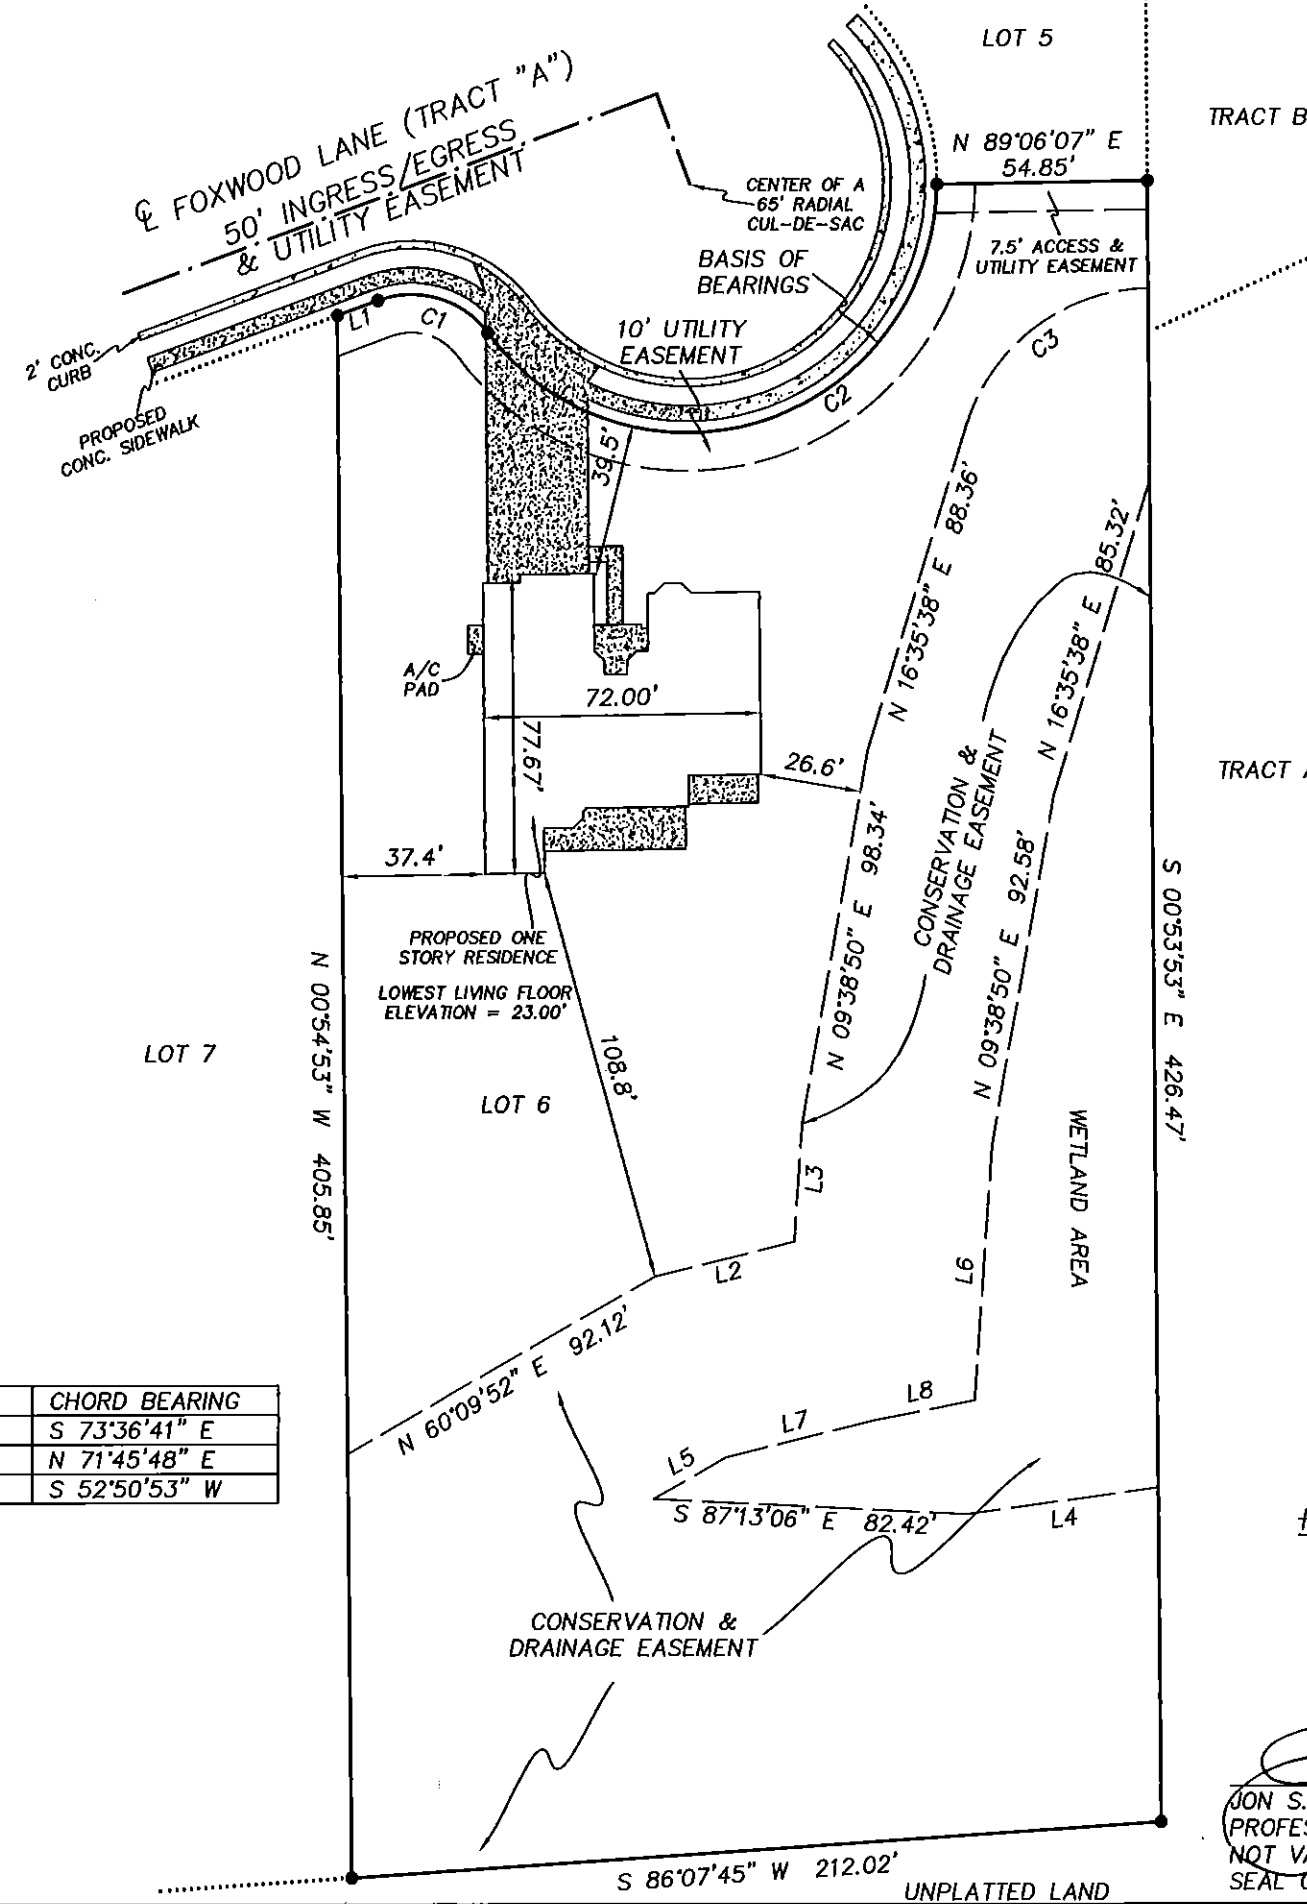 LOT 5
TRACT B
℄ FOXWOOD LANE (TRACT "A")
50' INGRESS/EGRESS
& UTILITY EASEMENT
N 89°06'07" E
54.85'
CENTER OF A
65' RADIAL
CUL-DE-SAC
7.5' ACCESS &
UTILITY EASEMENT
BASIS OF
BEARINGS
L1
C1
10' UTILITY
EASEMENT
C3
C2
2' CONC.
CURB
PROPOSED
CONC. SIDEWALK
39.5'
N 16°35'38" E 88.36'
N 16°35'38" E 85.32'
A/C
PAD
72.00'
77.67'
26.6'
CONSERVATION &
DRAINAGE EASEMENT
TRACT
37.4'
N 09°38'50" E 98.34'
N 09°38'50" E 92.58'
S 00°53'53" E 426.47'
PROPOSED ONE
STORY RESIDENCE
LOWEST LIVING FLOOR
ELEVATION = 23.00'
N 00°54'53" W 405.85'
LOT 7
LOT 6
108.8'
WETLAND AREA
L3
L2
L6
N 60°09'52" E 92.12'
L8
L7
L5
S 87°13'06" E 82.42'
L4
CHORD BEARING
S 73°36'41" E
N 71°45'48" E
S 52°50'53" W
CONSERVATION &
DRAINAGE EASEMENT
S 86°07'45" W 212.02'
UNPLATTED LAND
JON S.
PROFES
NOT VA
SEAL